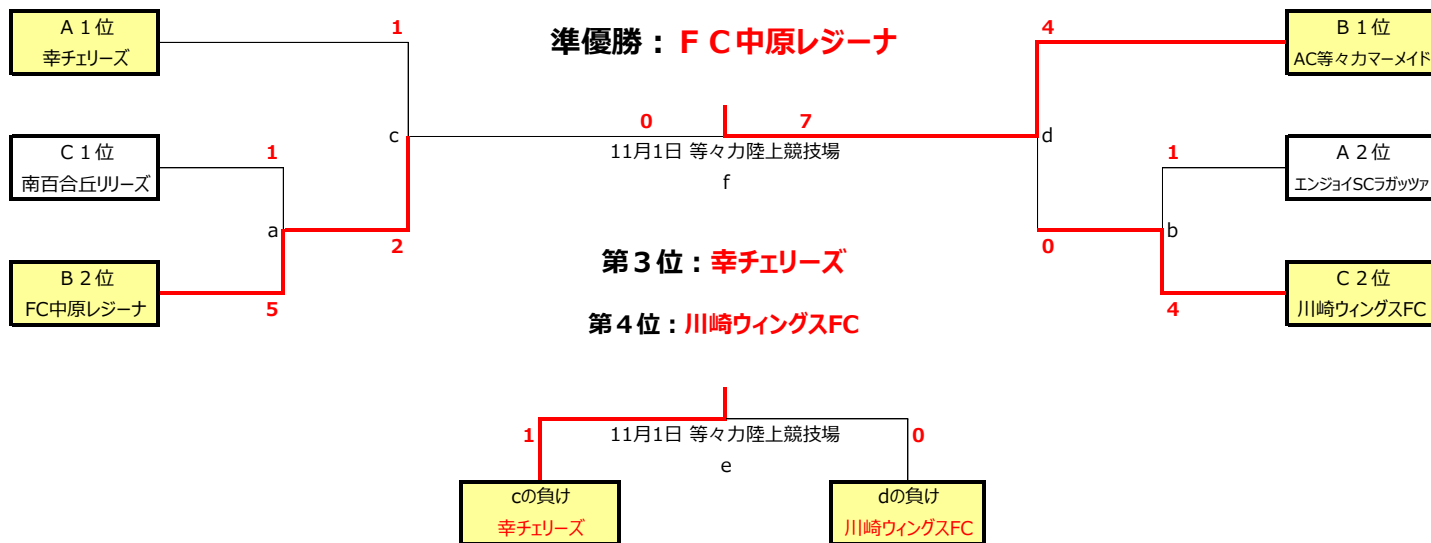 A１位
幸チェリーズ
1
準優勝：ＦＣ中原レジーナ
4
B１位
AC等々力マーメイド
c
0
7
d
11月1日 等々力陸上競技場
f
C１位
南百合丘リリーズ
1
1
A２位
エンジョイSCラガッツァ
a
2
0
b
第３位：幸チェリーズ
B２位
FC中原レジーナ
5
4
C２位
川崎ウィングスFC
第４位：川崎ウィングスFC
1
11月1日 等々力陸上競技場
0
e
cの負け
幸チェリーズ
dの負け
川崎ウィングスFC